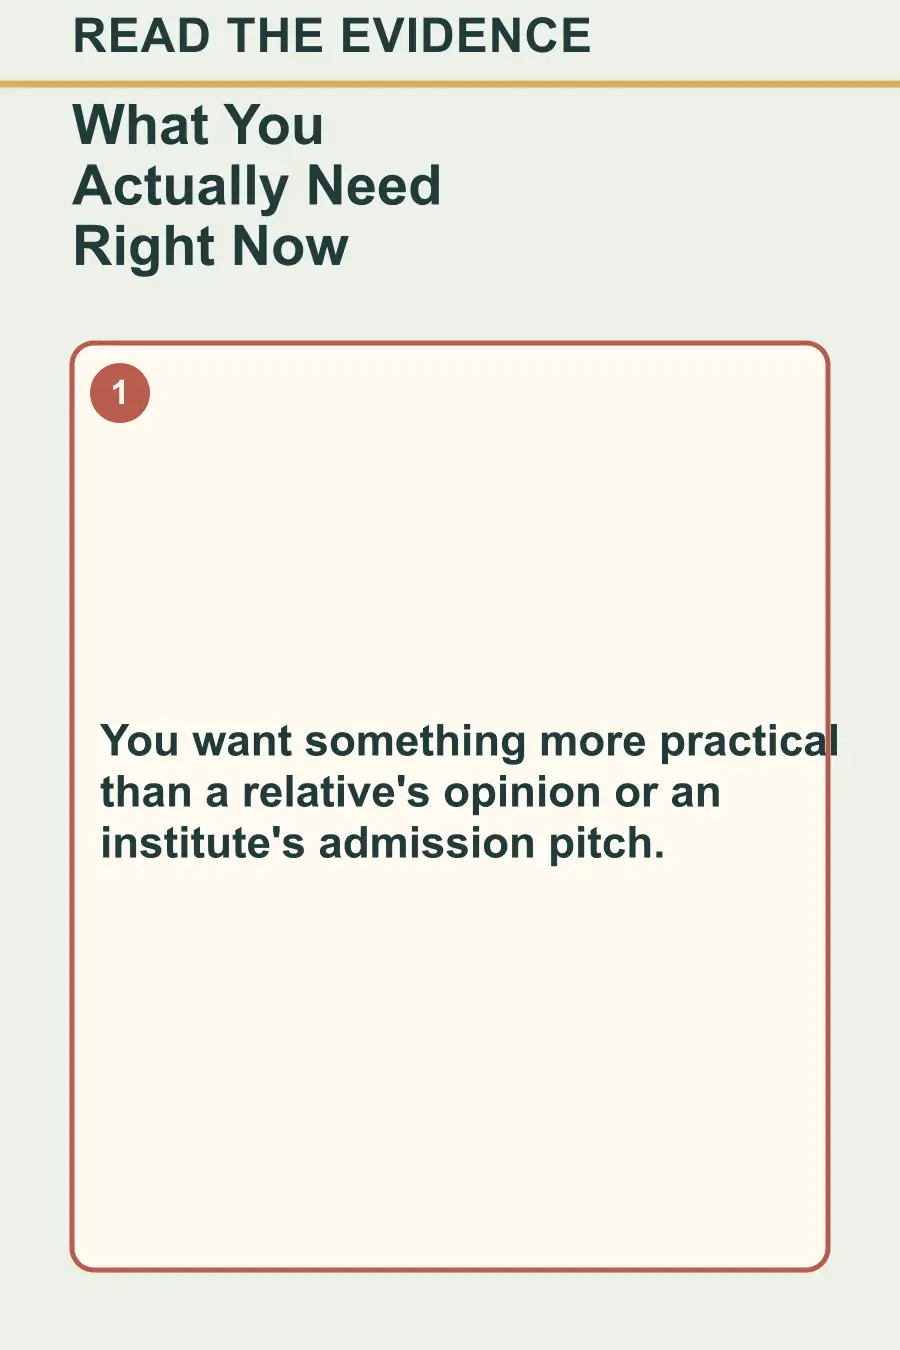 READ THE EVIDENCE
What You
Actually Need
Right Now
1
You want something more practical
than a relative's opinion or an
institute's admission pitch.